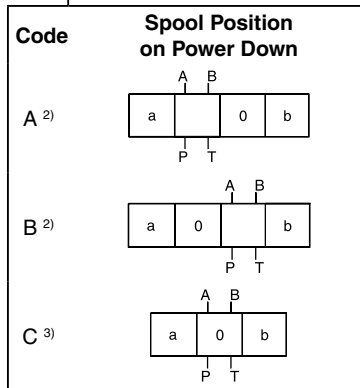 Code Spool Position
on Power Down
A B
A 2) a 0 b
P T
A B
B 2) a 0 b
P T
A B
C 3) a 0 b
P T